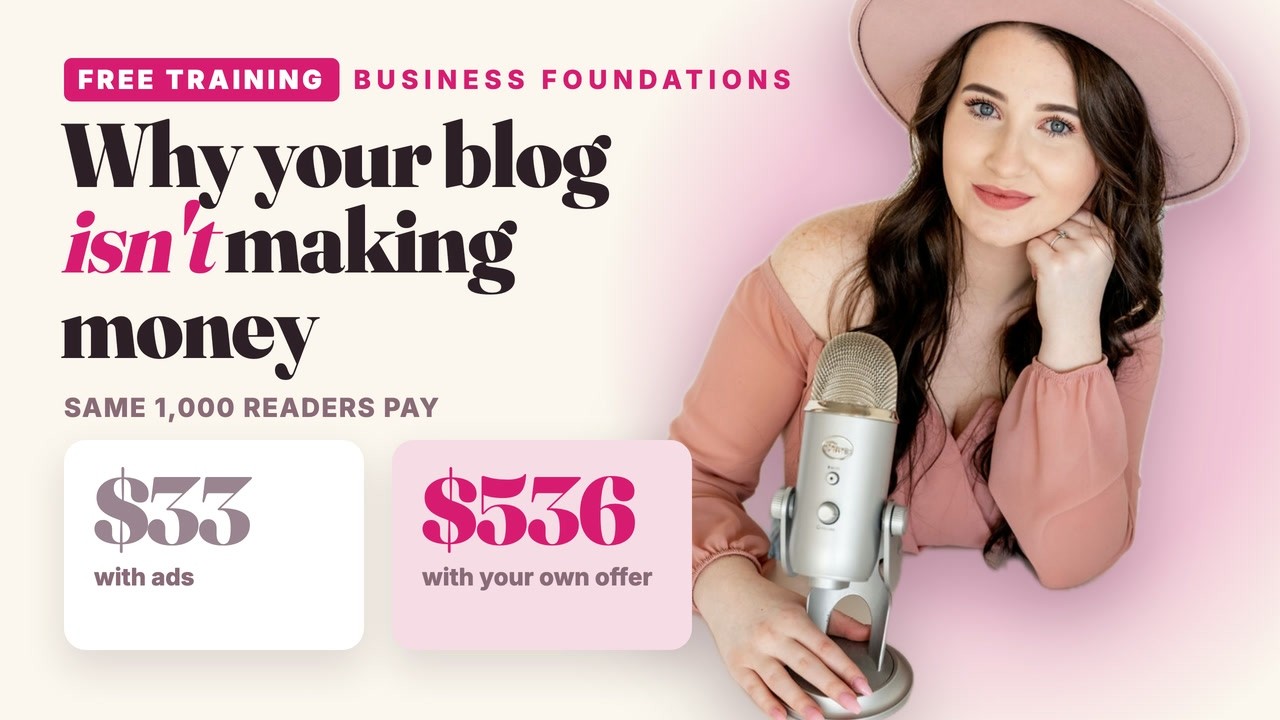 FREE TRAINING BUSINESS FOUNDATIONS
Why your blog
isn't making
money
SAME 1,000 READERS PAY
$33
with ads
$536
with your own offer